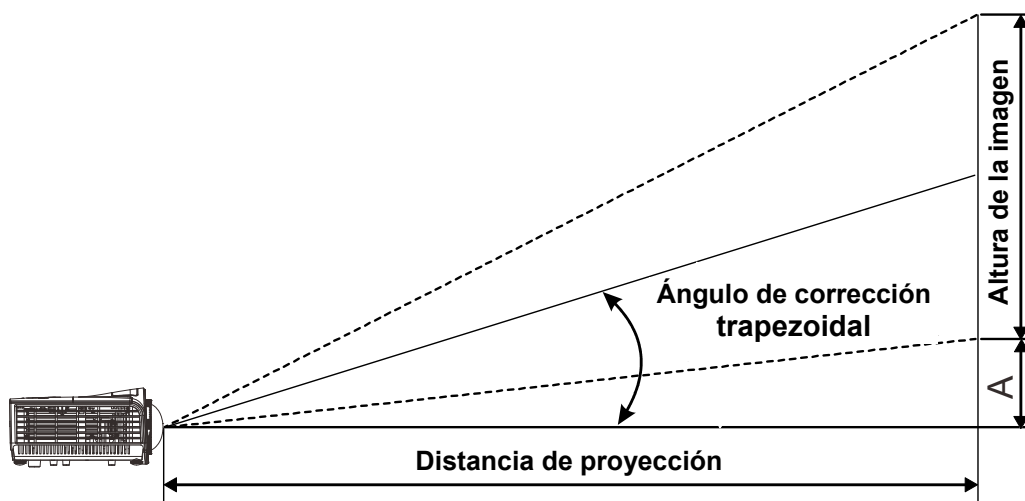 Altura de la imagen
Ángulo de corrección
trapezoidal
A
Distancia de proyección